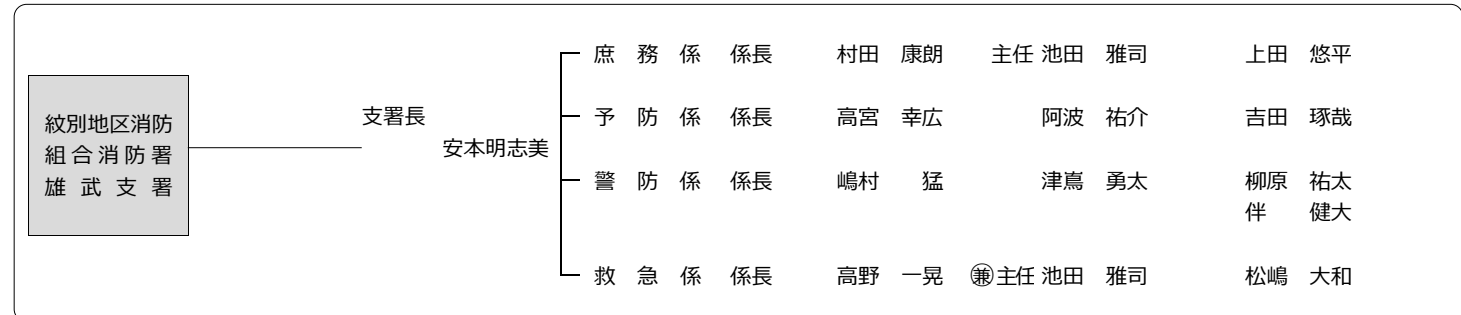 紋別地区消防
組合消防署
雄武支署
支署長
安本明志美
庶務係 係長 村田 康朗 主任 池田 雅司 上田 悠平
予防係 係長 高宮 幸広 阿波 祐介 吉田 琢哉
警防係 係長 嶋村 猛 津嶌 勇太 柳原 祐太
伴 健大
救急係 係長 高野 一晃 ㊝主任 池田 雅司 松嶋 大和